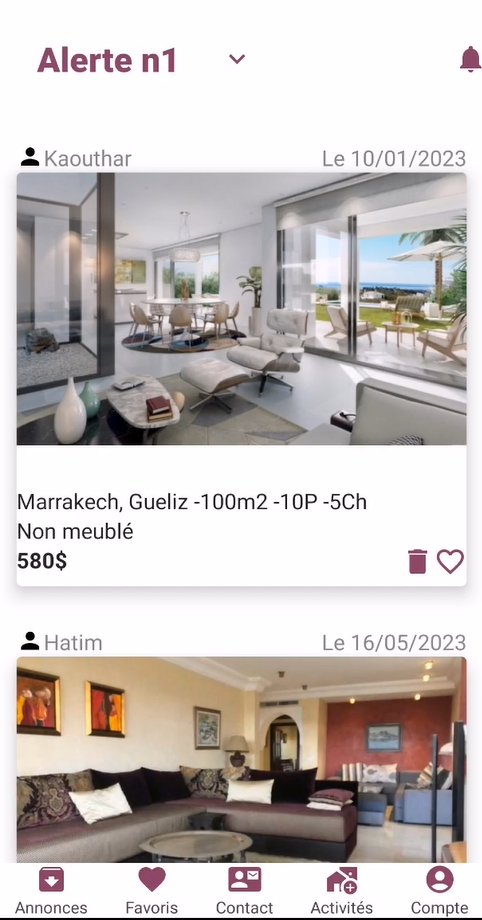 Alerte n1
Kaouthar Le 10/01/2023
Marrakech, Gueliz -100m2 -10P -5Ch
Non meublé
580$
Hatim Le 16/05/2023
Annonces Favoris Contact Activités Compte